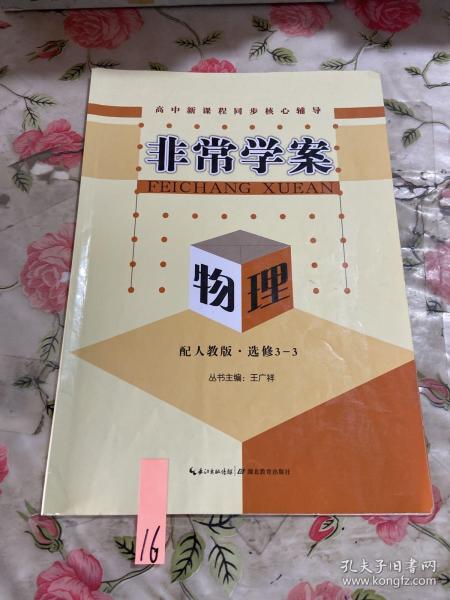 高中新课程同步核心辅导
非常学案
FEICHANG XUEAN
物理
配人教版·选修3-3
丛书主编：王广祥
长江出版传媒 湖北教育出版社
16
孔夫子旧书网
www.kongfz.com